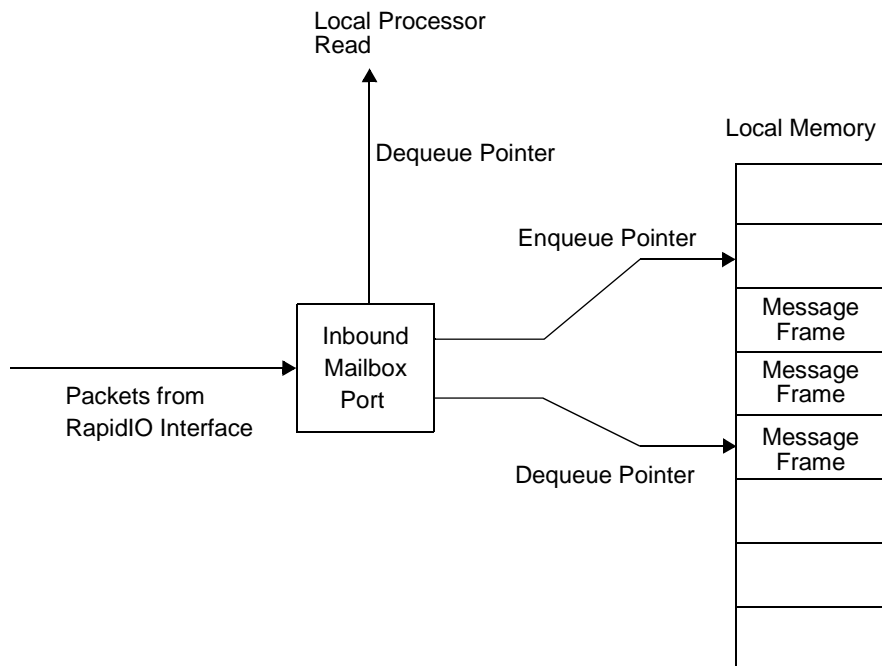 Local Processor
Read
Dequeue Pointer
Local Memory
Enqueue Pointer
Inbound
Mailbox
Port
Packets from
RapidIO Interface
Dequeue Pointer
Message
Frame
Message
Frame
Message
Frame